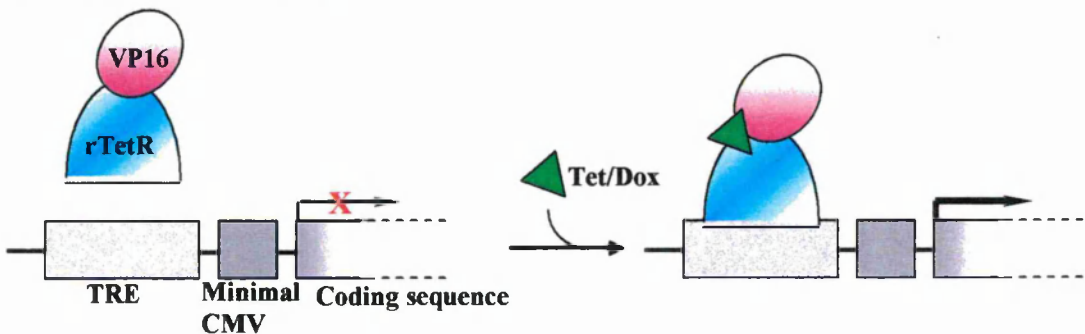 VP16
rTetR
X
Tet/Dox
TRE
Minimal
CMV
Coding sequence